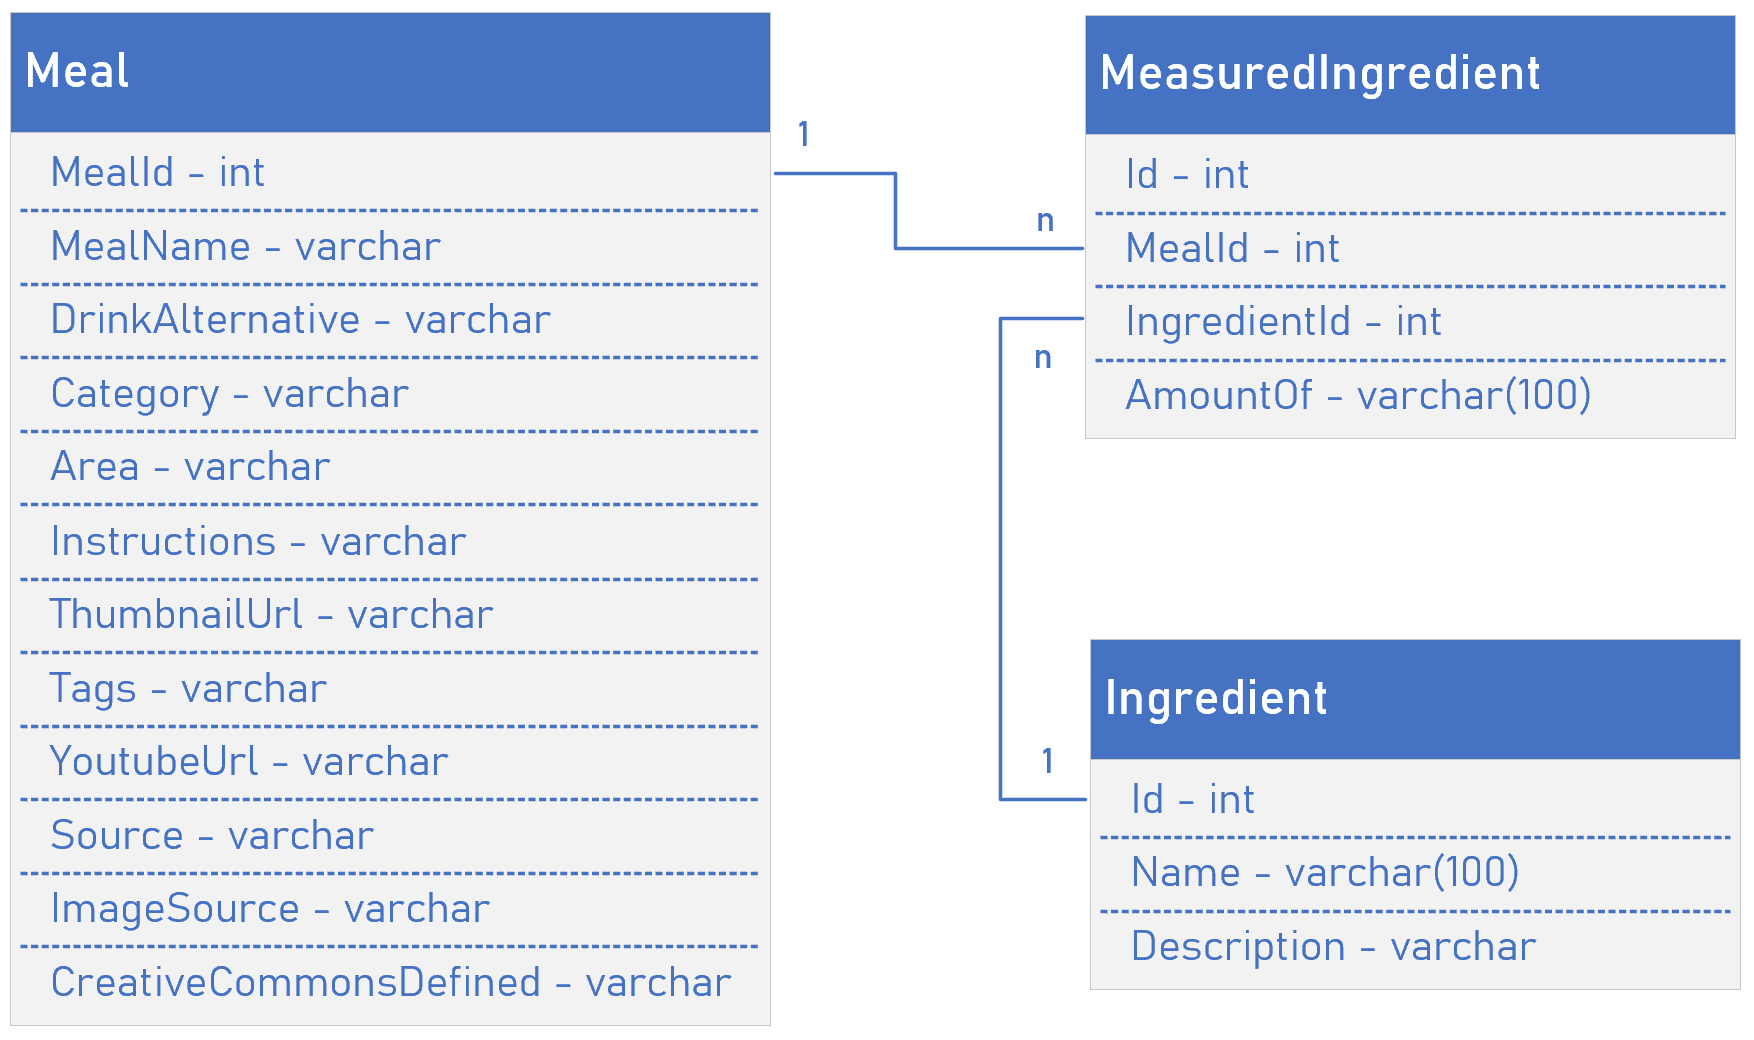 Meal
MealId - int
MealName - varchar
DrinkAlternative - varchar
Category - varchar
Area - varchar
Instructions - varchar
ThumbnailUrl - varchar
Tags - varchar
YoutubeUrl - varchar
Source - varchar
ImageSource - varchar
CreativeCommonsDefined - varchar
1
n
MeasuredIngredient
Id - int
MealId - int
IngredientId - int
AmountOf - varchar(100)
n
1
Ingredient
Id - int
Name - varchar(100)
Description - varchar